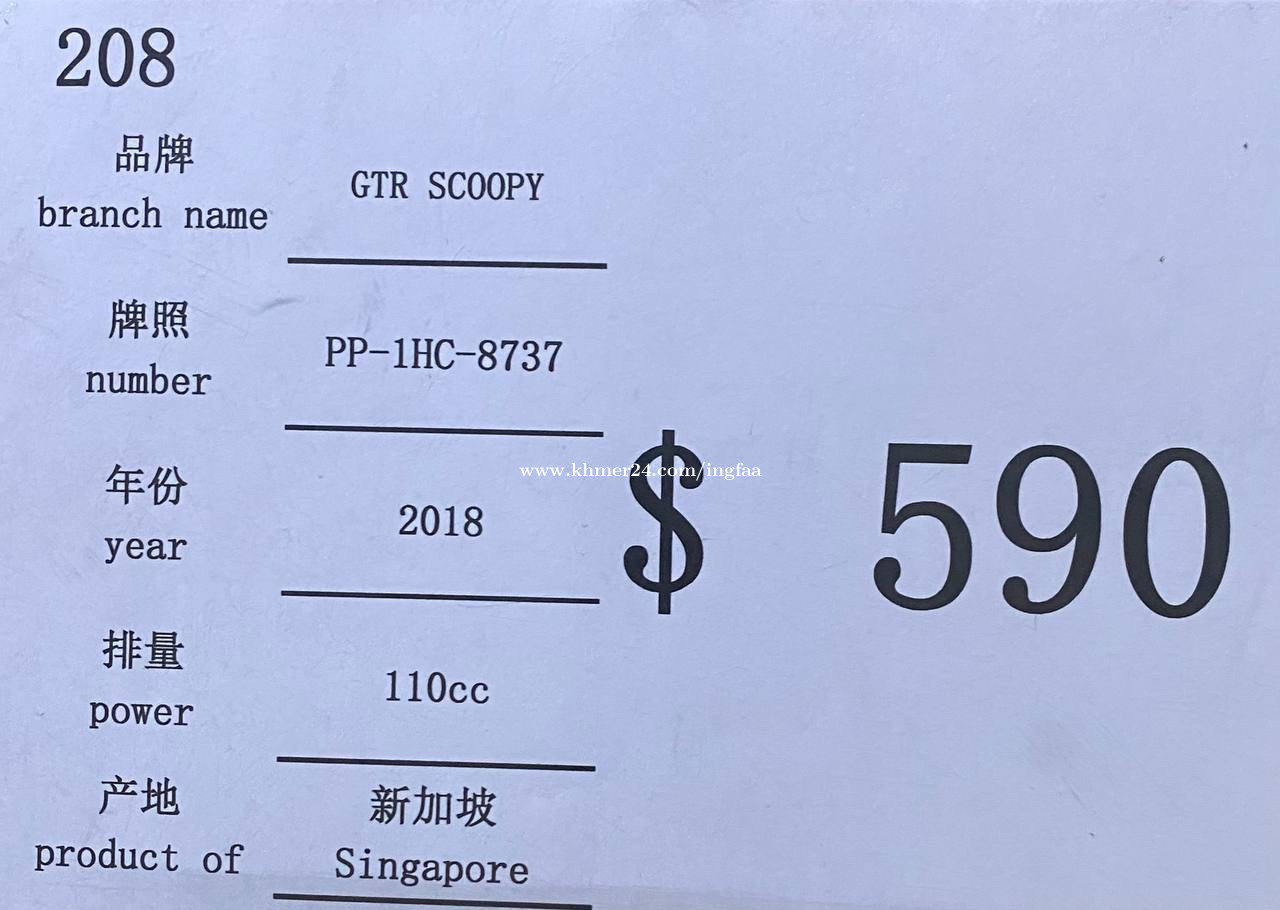 208
品牌
branch name
GTR SCOOPY
牌照
number
PP-1HC-8737
年份
year
2018
排量
power
110cc
产地
product of
新加坡
Singapore
$ 590
www.khmer24.com/ingfaa